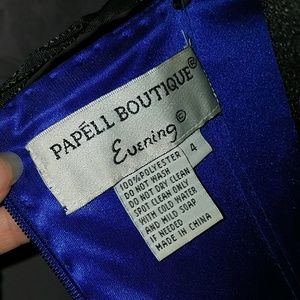 PAPÉLL BOUTIQUE®
Evening©
4
100%POLYESTER
DO NOT WASH
DO NOT DRY CLEAN
SPOT CLEAN ONLY
WITH COLD WATER
AND MILD SOAP
IF NEEDED
MADE IN CHINA